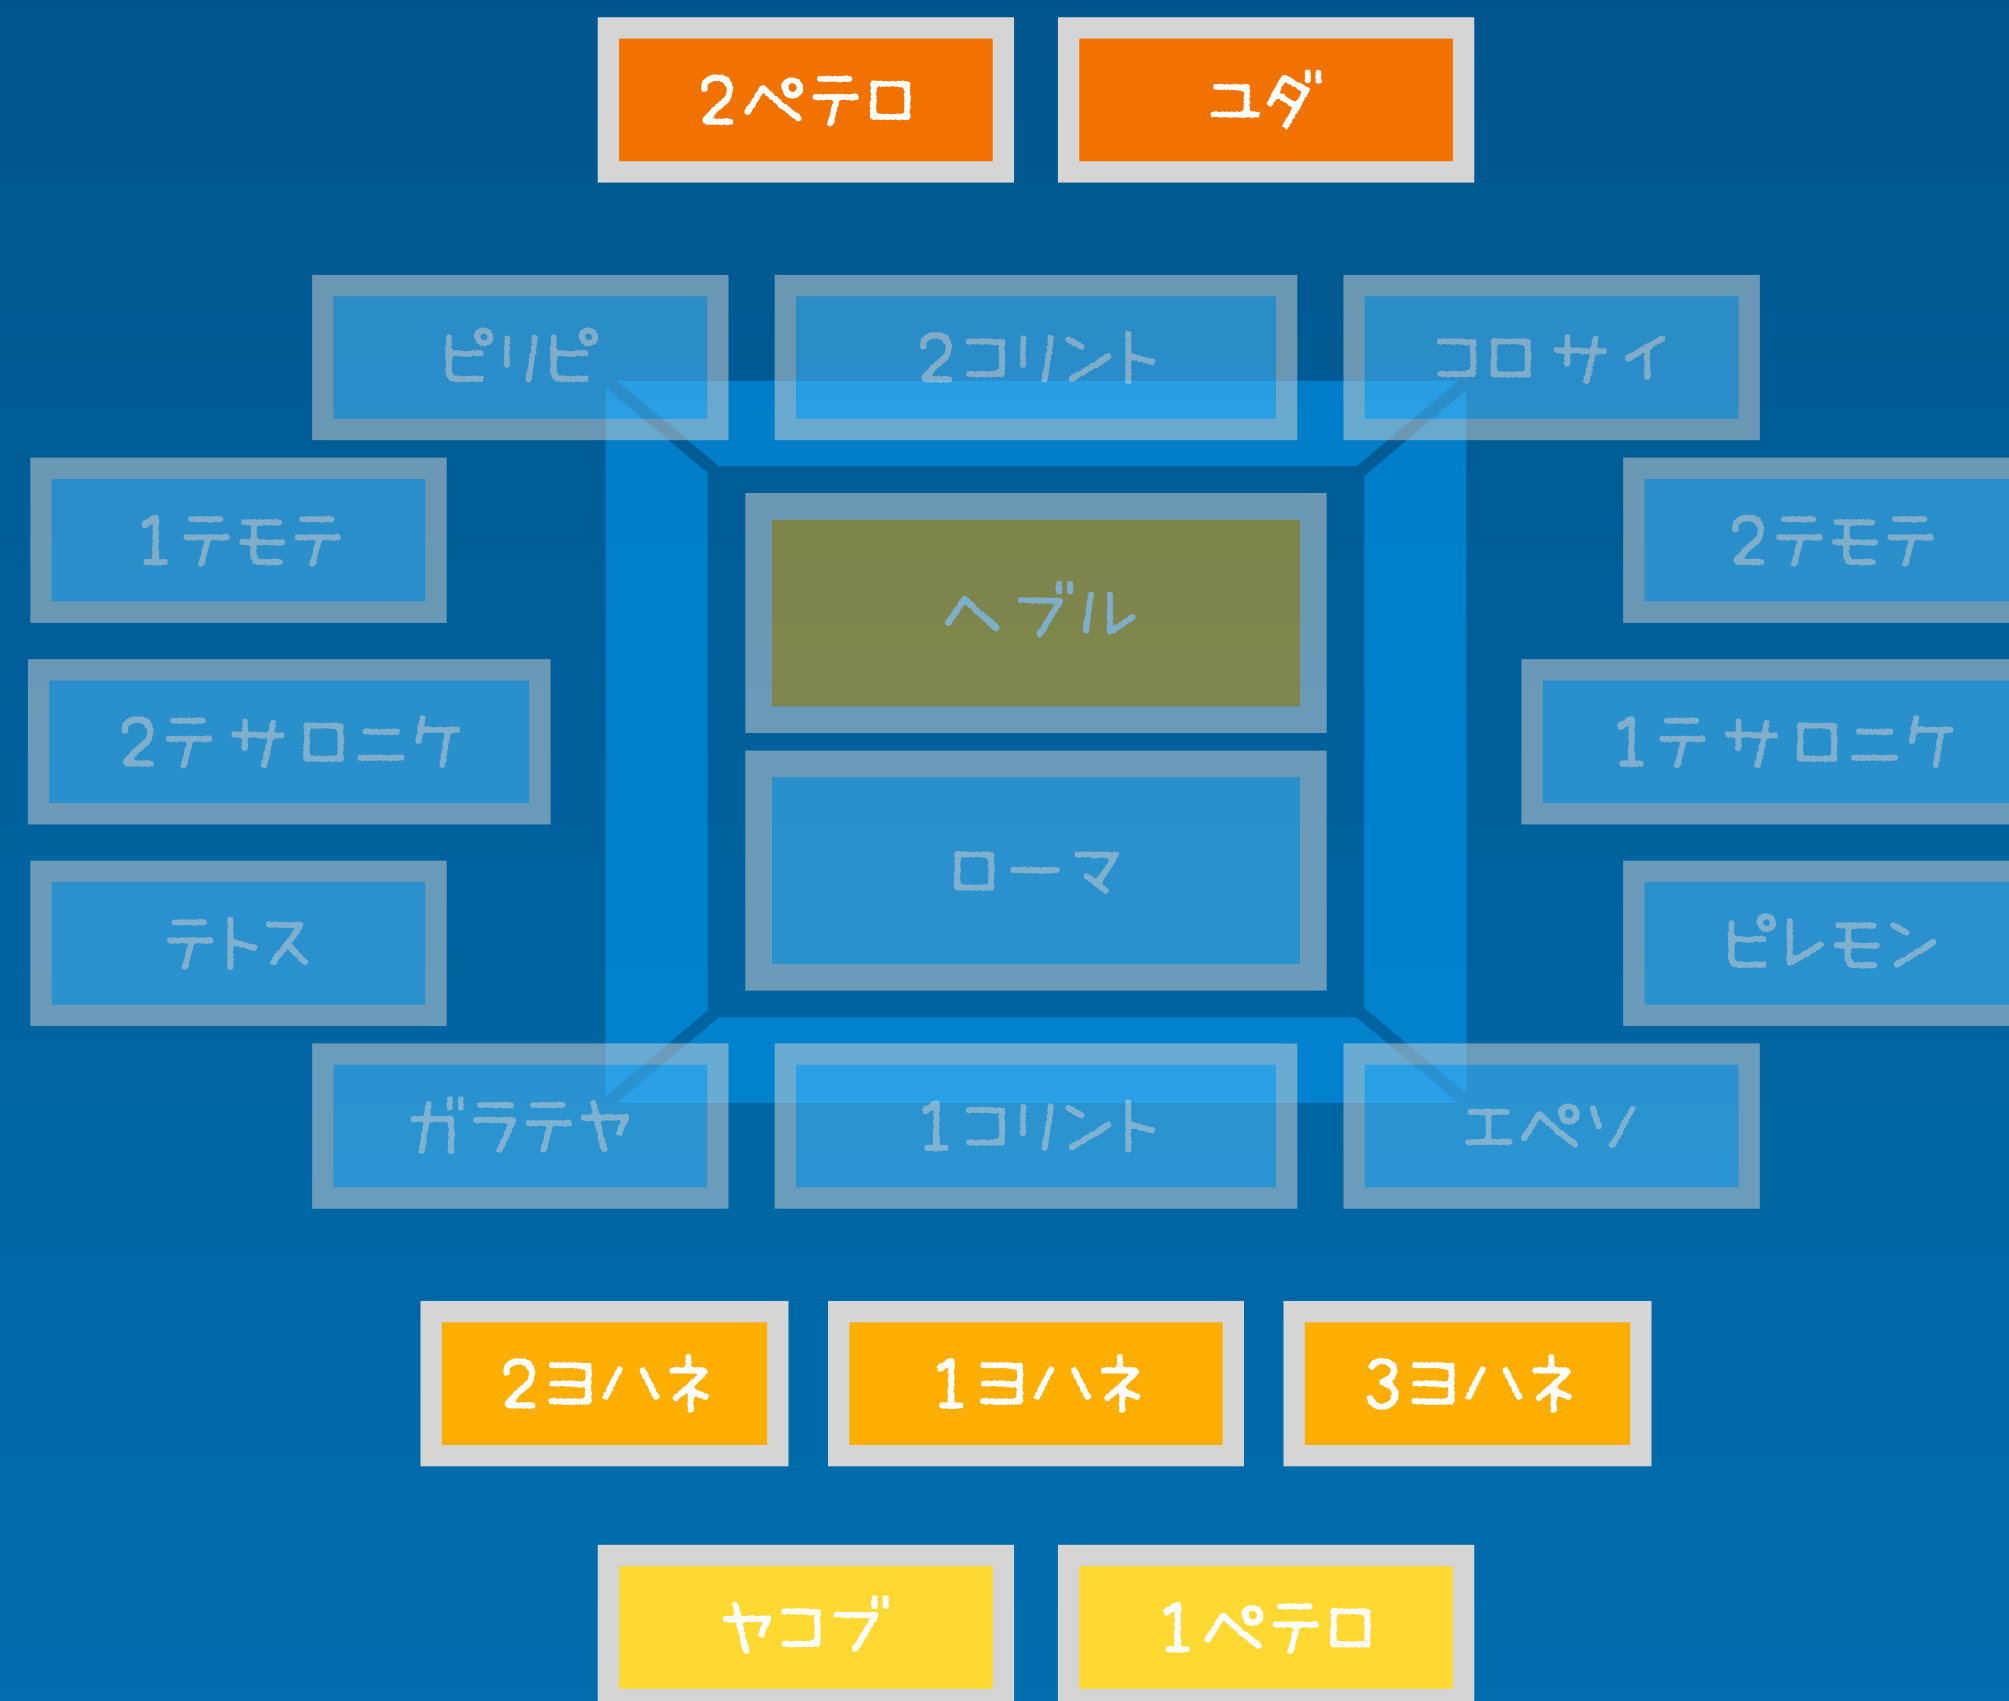 2ペテロ
ユダ
ピリピ
2コリント
コロサイ
1テモテ
2テモテ
ヘブル
2テサロニケ
1テサロニケ
ローマ
テトス
ピレモン
ガラテヤ
1コリント
エペソ
2ヨハネ
1ヨハネ
3ヨハネ
ヤコブ
1ペテロ